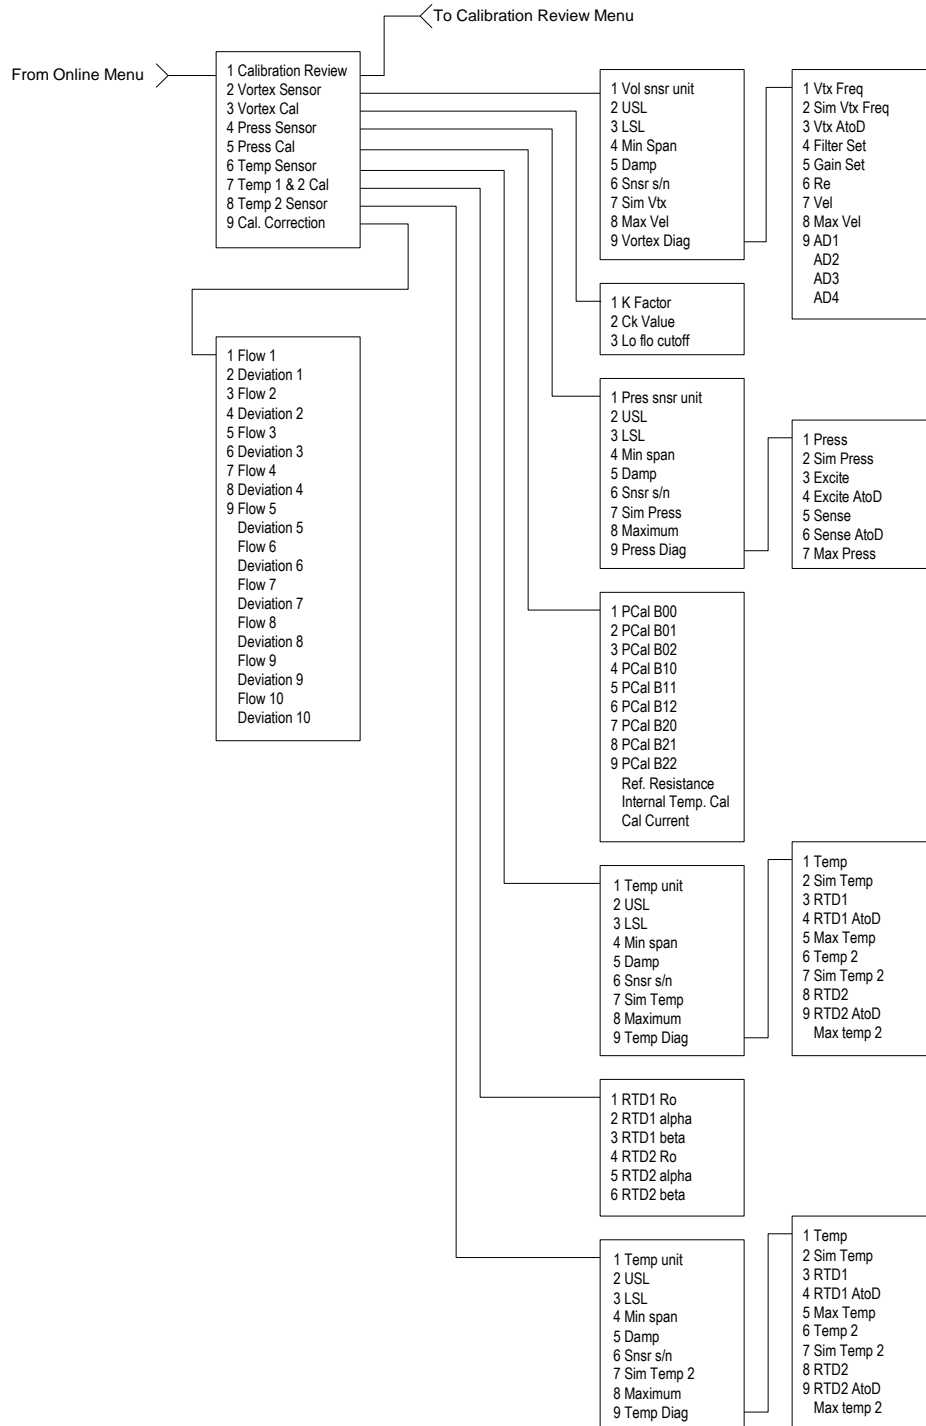 To Calibration Review Menu
From Online Menu
1 Calibration Review
2 Vortex Sensor
3 Vortex Cal
4 Press Sensor
5 Press Cal
6 Temp Sensor
7 Temp 1 & 2 Cal
8 Temp 2 Sensor
9 Cal. Correction
1 Flow 1
2 Deviation 1
3 Flow 2
4 Deviation 2
5 Flow 3
6 Deviation 3
7 Flow 4
8 Deviation 4
9 Flow 5
Deviation 5
Flow 6
Deviation 6
Flow 7
Deviation 7
Flow 8
Deviation 8
Flow 9
Deviation 9
Flow 10
Deviation 10
1 Vol snsr unit
2 USL
3 LSL
4 Min Span
5 Damp
6 Snsr s/n
7 Sim Vtx
8 Max Vel
9 Vortex Diag
1 Vtx Freq
2 Sim Vtx Freq
3 Vtx AtoD
4 Filter Set
5 Gain Set
6 Re
7 Vel
8 Max Vel
9 AD1
AD2
AD3
AD4
1 K Factor
2 Ck Value
3 Lo flo cutoff
1 Pres snsr unit
2 USL
3 LSL
4 Min span
5 Damp
6 Snsr s/n
7 Sim Press
8 Maximum
9 Press Diag
1 Press
2 Sim Press
3 Excite
4 Excite AtoD
5 Sense
6 Sense AtoD
7 Max Press
1 PCal B00
2 PCal B01
3 PCal B02
4 PCal B10
5 PCal B11
6 PCal B12
7 PCal B20
8 PCal B21
9 PCal B22
Ref. Resistance
Internal Temp. Cal
Cal Current
1 Temp unit
2 USL
3 LSL
4 Min span
5 Damp
6 Snsr s/n
7 Sim Temp
8 Maximum
9 Temp Diag
1 Temp
2 Sim Temp
3 RTD1
4 RTD1 AtoD
5 Max Temp
6 Temp 2
7 Sim Temp 2
8 RTD2
9 RTD2 AtoD
Max temp 2
1 RTD1 Ro
2 RTD1 alpha
3 RTD1 beta
4 RTD2 Ro
5 RTD2 alpha
6 RTD2 beta
1 Temp unit
2 USL
3 LSL
4 Min span
5 Damp
6 Snsr s/n
7 Sim Temp 2
8 Maximum
9 Temp Diag
1 Temp
2 Sim Temp
3 RTD1
4 RTD1 AtoD
5 Max Temp
6 Temp 2
7 Sim Temp 2
8 RTD2
9 RTD2 AtoD
Max temp 2